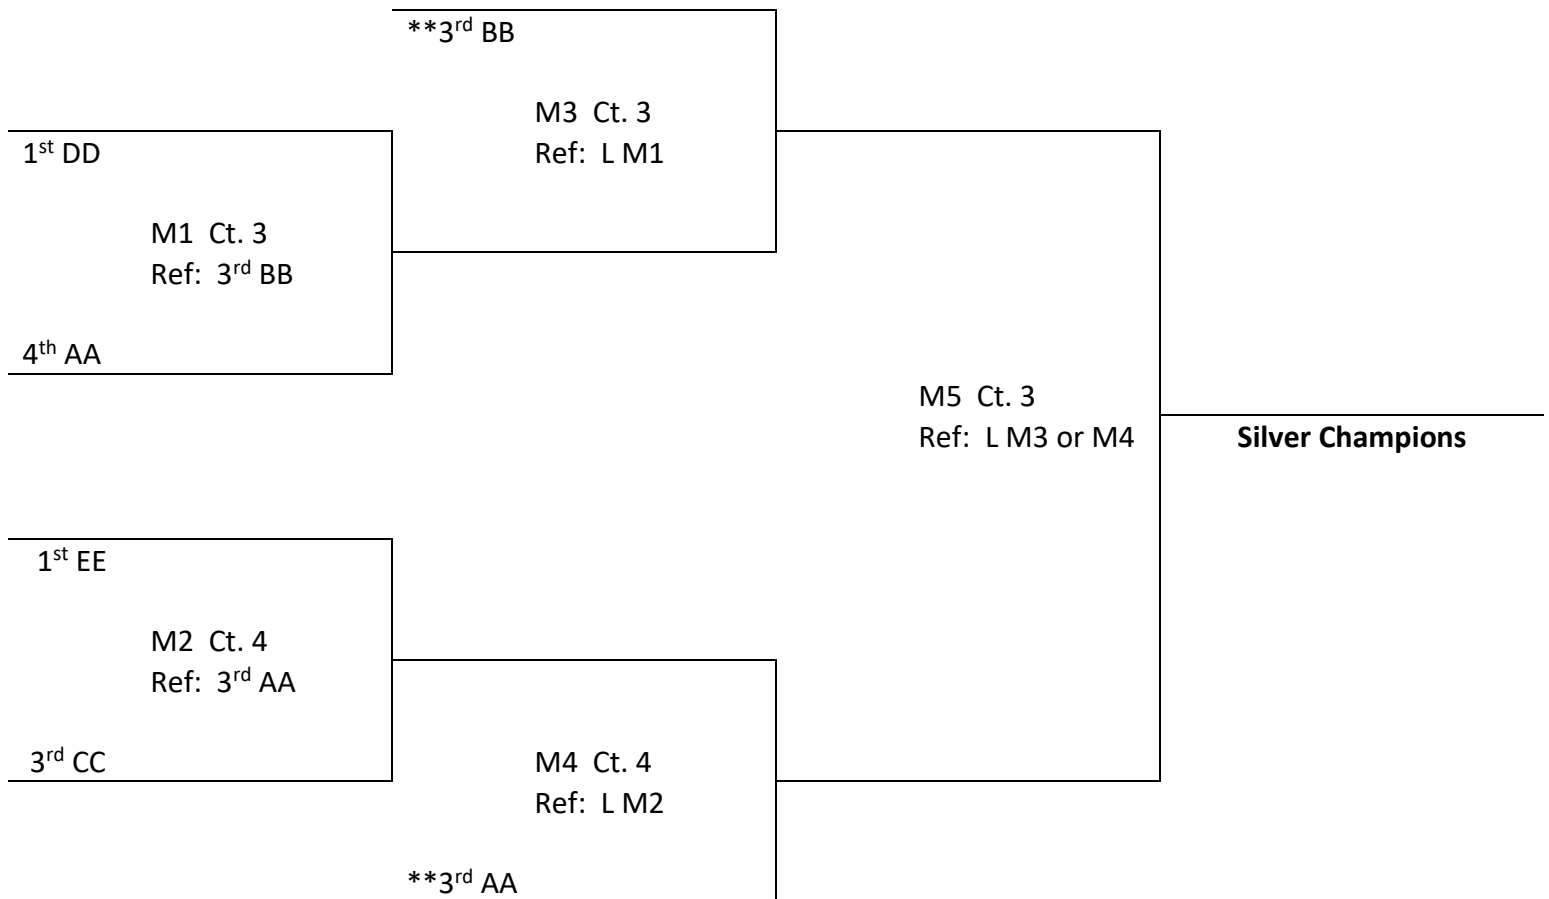 **3rd BB
M3 Ct. 3
Ref: L M1
1st DD
M1 Ct. 3
Ref: 3rd BB
4th AA
M5 Ct. 3
Ref: L M3 or M4
Silver Champions
1st EE
M2 Ct. 4
Ref: 3rd AA
3rd CC
M4 Ct. 4
Ref: L M2
**3rd AA